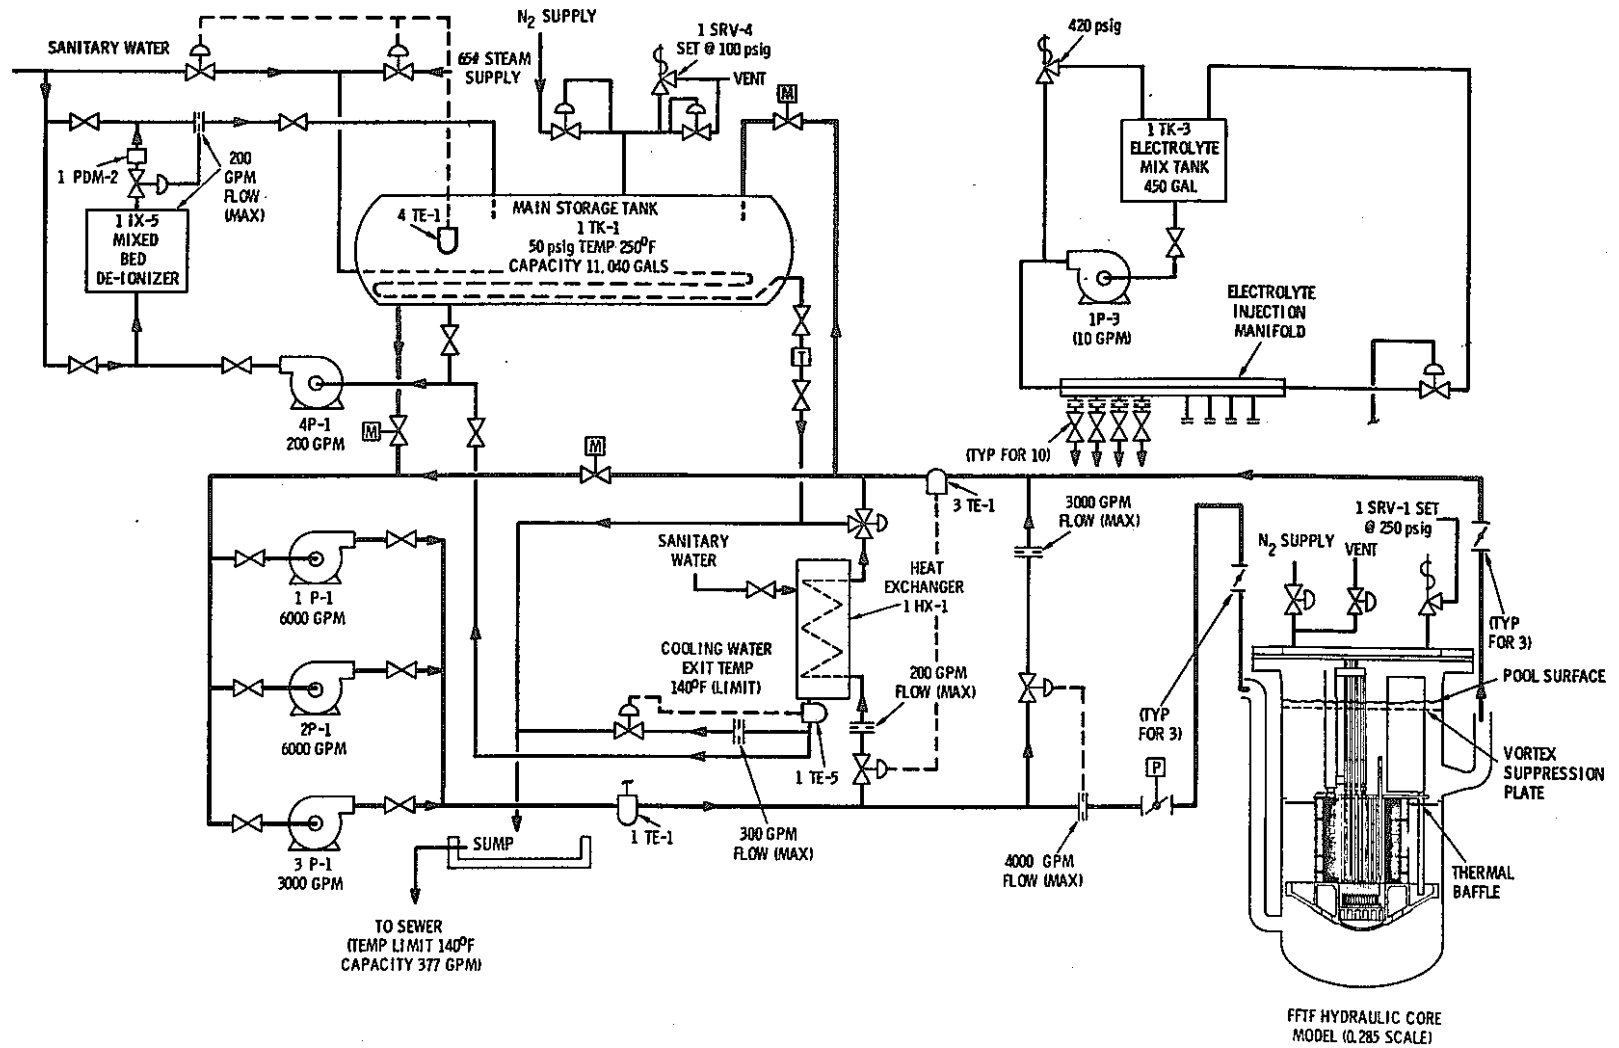 SANITARY WATER
65# STEAM
SUPPLY
N2 SUPPLY
1 SRV-4
SET @ 100 psig
VENT
M
420 psig
1 TK-3
ELECTROLYTE
MIX TANK
450 GAL
1 PDM-2
200
GPM
FLOW
(MAX)
1 IX-5
MIXED
BED
DE-IONIZER
4 TE-1
MAIN STORAGE TANK
1 TK-1
50 psig TEMP 250°F
CAPACITY 11,040 GALS
1P-3
(10 GPM)
ELECTROLYTE
INJECTION
MANIFOLD
T
4P-1
200 GPM
M
M
(TYP FOR 10)
3 TE-1
3000 GPM
FLOW (MAX)
1 SRV-1 SET
@ 250 psig
N2 SUPPLY
VENT
SANITARY
WATER
HEAT
EXCHANGER
1 HX-1
1 P-1
6000 GPM
(TYP
FOR 3)
COOLING WATER
EXIT TEMP
140°F (LIMIT)
200 GPM
FLOW (MAX)
2P-1
6000 GPM
(TYP
FOR 3)
POOL SURFACE
VORTEX
SUPPRESSION
PLATE
P
1 TE-5
1 TE-1
300 GPM
FLOW (MAX)
3 P-1
3000 GPM
SUMP
4000 GPM
FLOW (MAX)
THERMAL
BAFFLE
TO SEWER
(TEMP LIMIT 140°F
CAPACITY 377 GPM)
FFTF HYDRAULIC CORE
MODEL (0.285 SCALE)